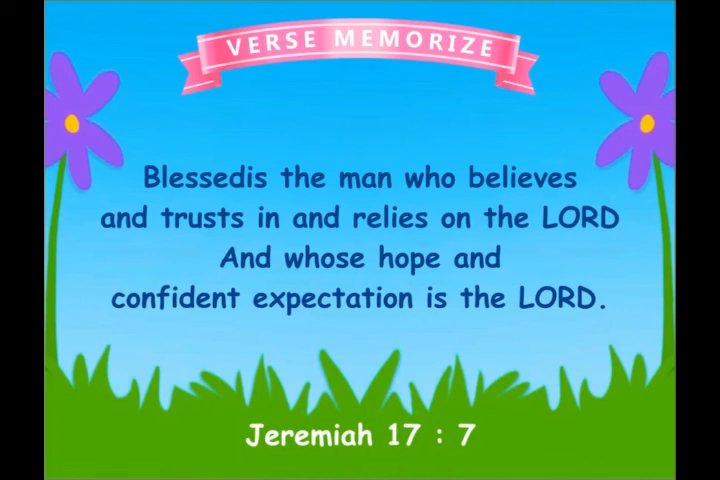 VERSE MEMORIZE
Blessedis the man who believes
and trusts in and relies on the LORD
And whose hope and
confident expectation is the LORD.
Jeremiah 17 : 7